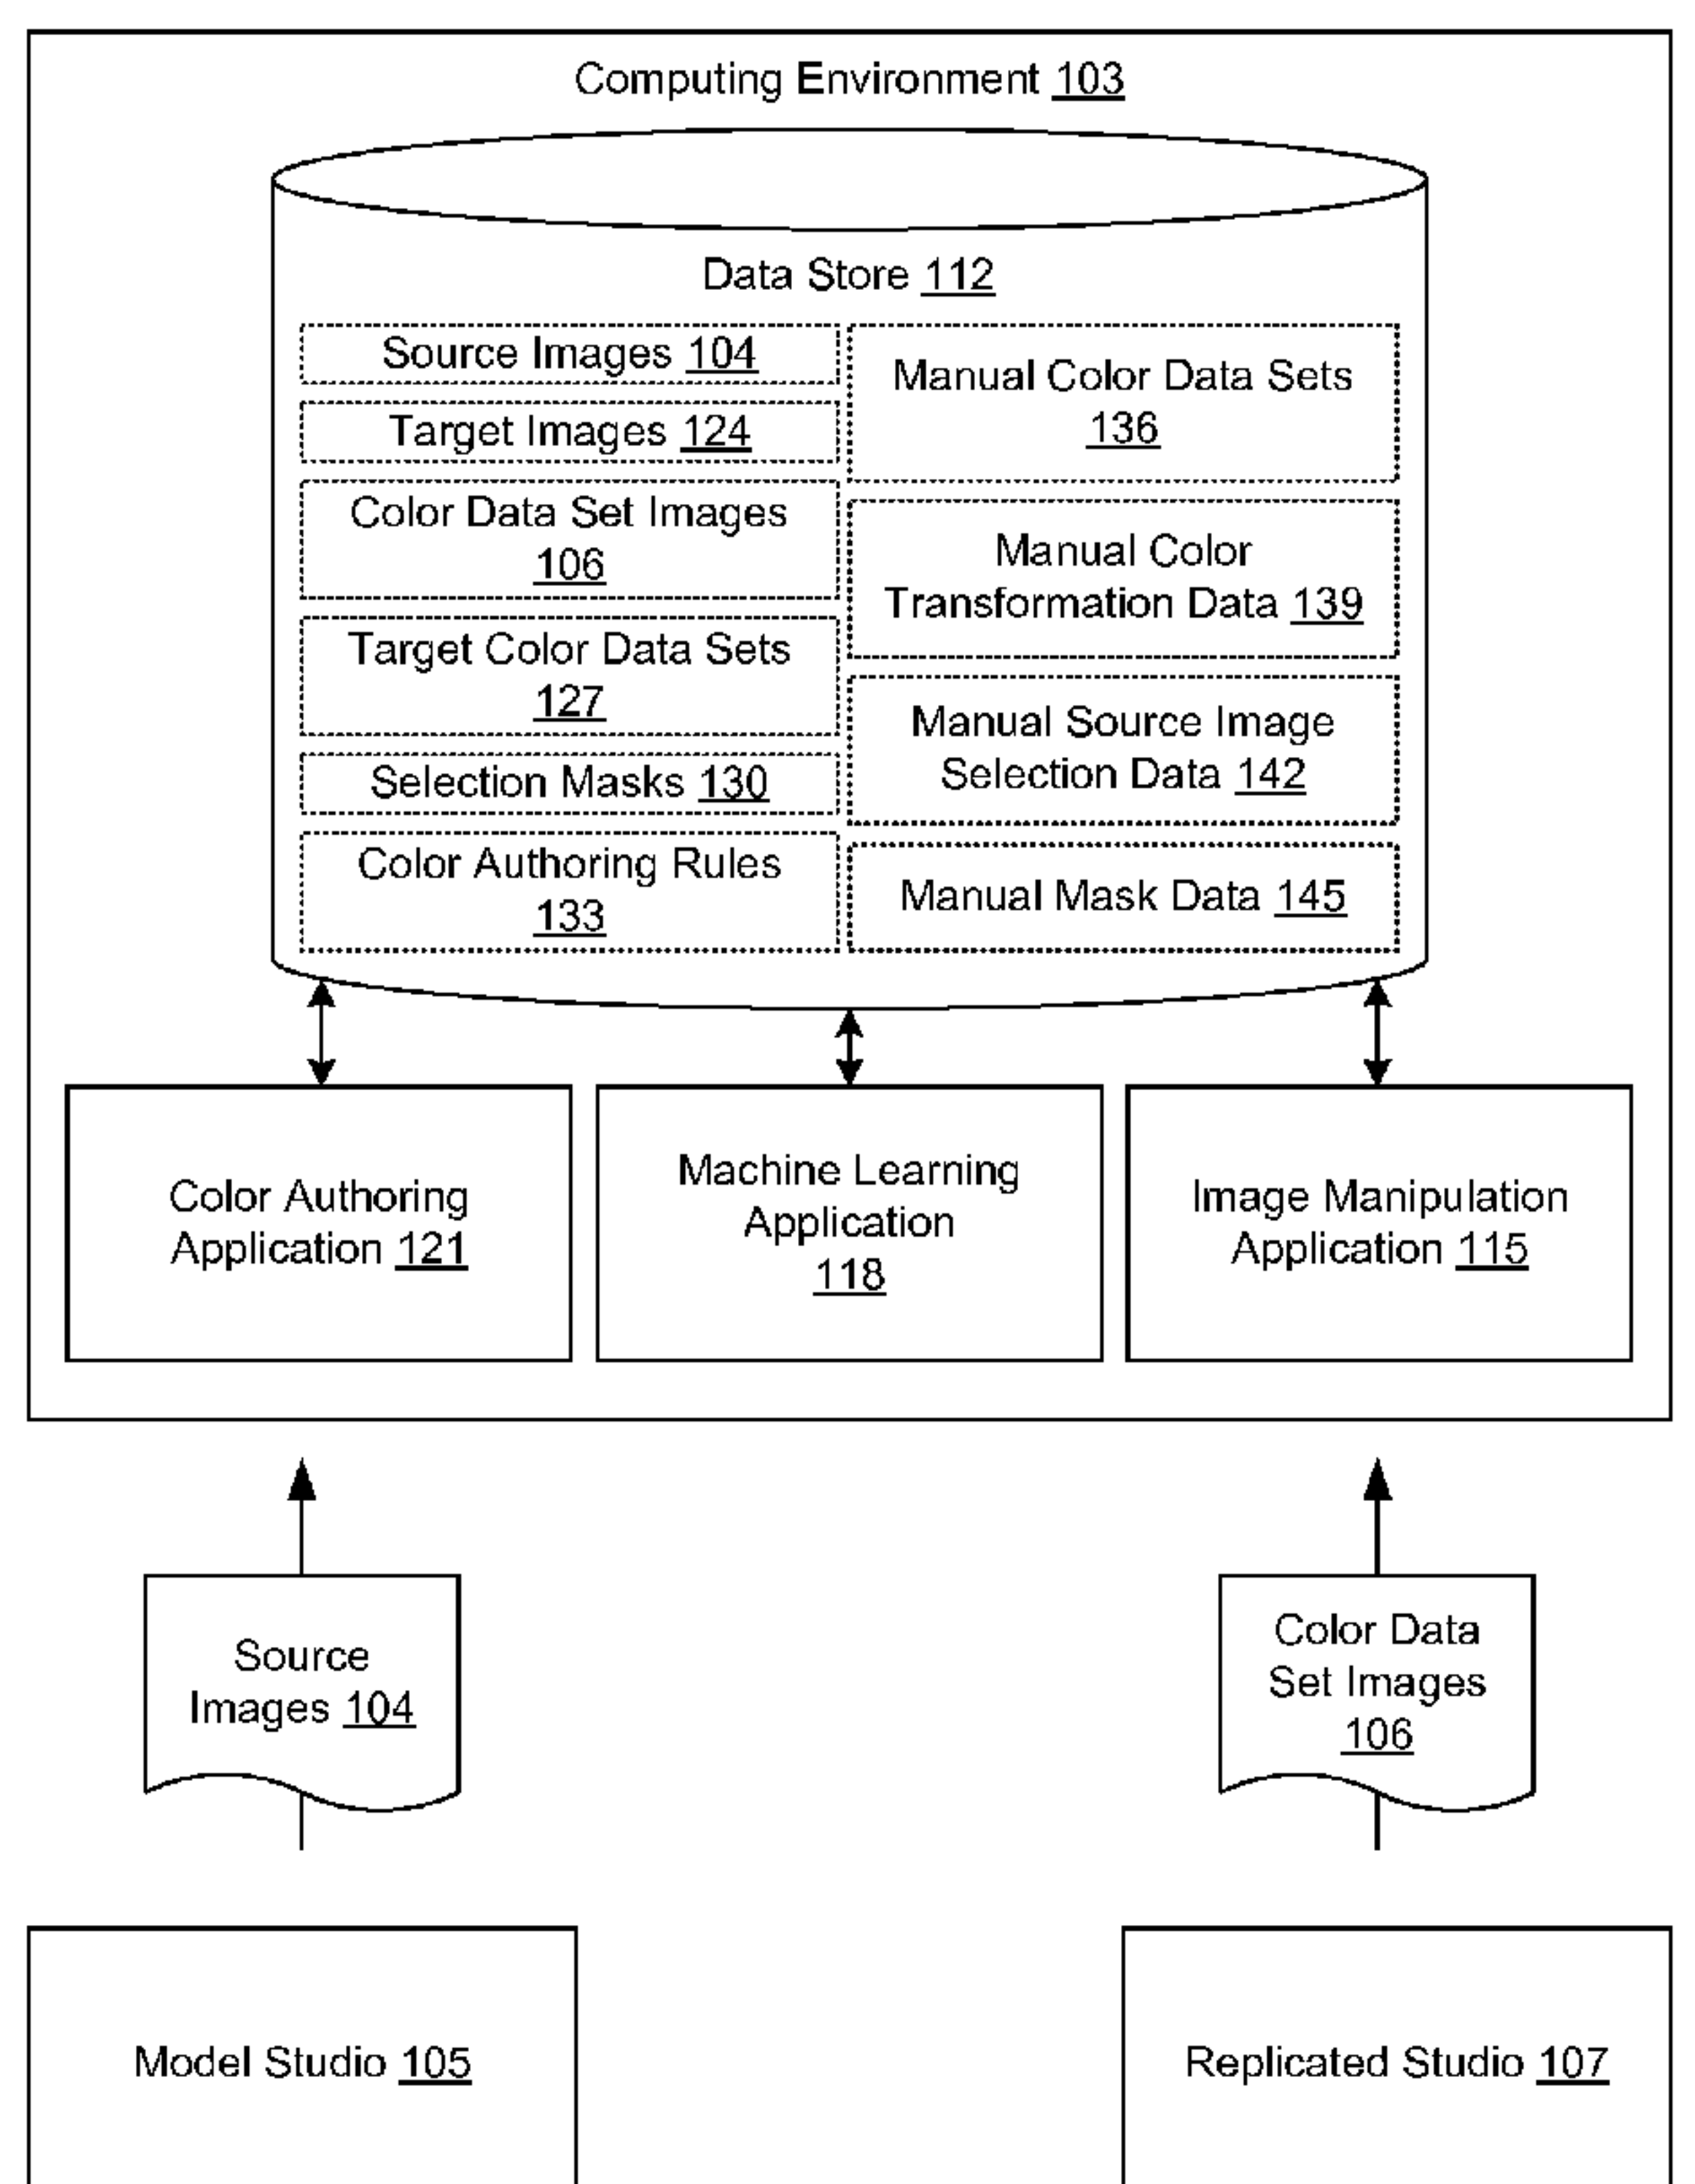 Computing Environment 103
Data Store 112
Source Images 104
Target Images 124
Color Data Set Images
106
Target Color Data Sets
127
Selection Masks 130
Color Authoring Rules
133
Manual Color Data Sets
136
Manual Color
Transformation Data 139
Manual Source Image
Selection Data 142
Manual Mask Data 145
Color Authoring
Application 121
Machine Learning
Application
118
Image Manipulation
Application 115
Source
Images 104
Color Data
Set Images
106
Model Studio 105
Replicated Studio 107